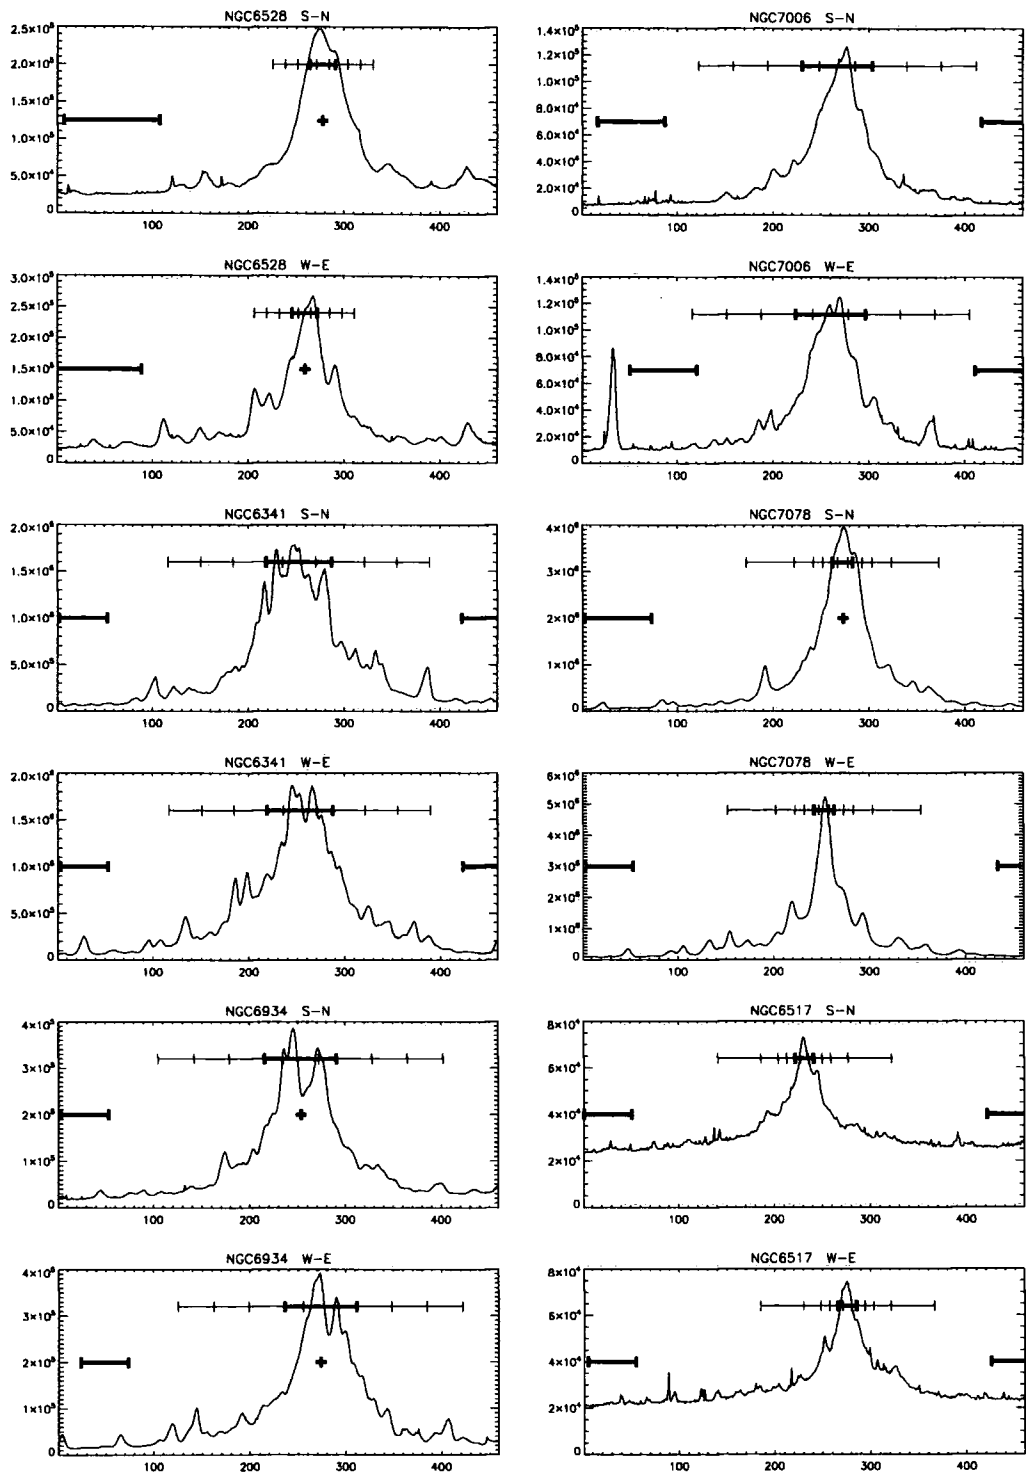 NGC6528 S-N
2.5×10⁵
2.0×10⁵
1.5×10⁵
1.0×10⁵
5.0×10⁴
0
100 200 300 400
NGC7006 S-N
1.4×10⁵
1.2×10⁵
1.0×10⁵
8.0×10⁴
6.0×10⁴
4.0×10⁴
2.0×10⁴
0
100 200 300 400
NGC6528 W-E
3.0×10⁵
2.5×10⁵
2.0×10⁵
1.5×10⁵
1.0×10⁵
5.0×10⁴
0
100 200 300 400
NGC7006 W-E
1.4×10⁵
1.2×10⁵
1.0×10⁵
8.0×10⁴
6.0×10⁴
4.0×10⁴
2.0×10⁴
0
100 200 300 400
NGC6341 S-N
2.0×10⁶
1.5×10⁶
1.0×10⁶
5.0×10⁵
0
100 200 300 400
NGC7078 S-N
4×10⁶
3×10⁶
2×10⁶
1×10⁶
0
100 200 300 400
NGC6341 W-E
2.0×10⁶
1.5×10⁶
1.0×10⁶
5.0×10⁵
0
100 200 300 400
NGC7078 W-E
6×10⁶
5×10⁶
4×10⁶
3×10⁶
2×10⁶
1×10⁶
0
100 200 300 400
NGC6934 S-N
4×10⁵
3×10⁵
2×10⁵
1×10⁵
0
100 200 300 400
NGC6517 S-N
8×10⁴
6×10⁴
4×10⁴
2×10⁴
0
100 200 300 400
NGC6934 W-E
4×10⁵
3×10⁵
2×10⁵
1×10⁵
0
100 200 300 400
NGC6517 W-E
8×10⁴
6×10⁴
4×10⁴
2×10⁴
0
100 200 300 400